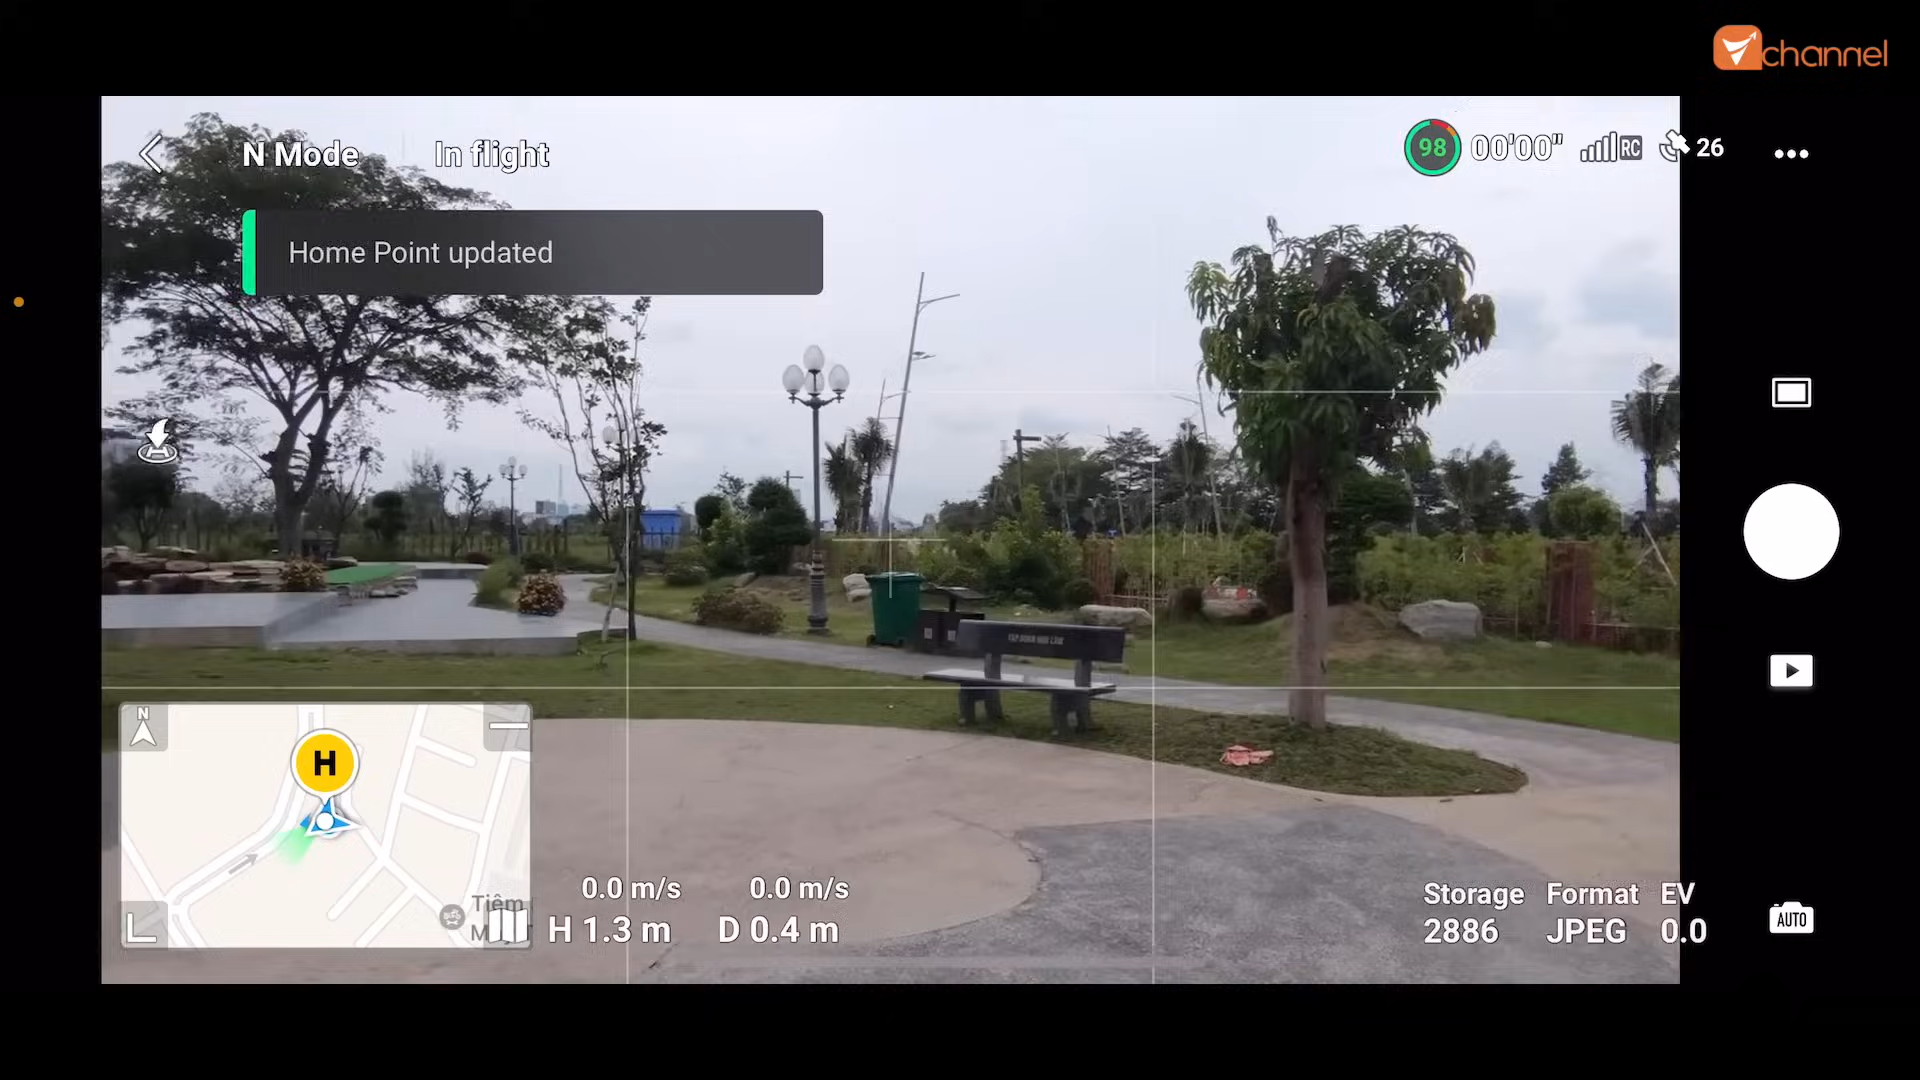 channel
N Mode
In flight
98
00'00"
RC
26
Home Point updated
N
H
Tiệm
0.0 m/s
0.0 m/s
H 1.3 m
D 0.4 m
Storage
Format
EV
2886
JPEG
0.0
AUTO